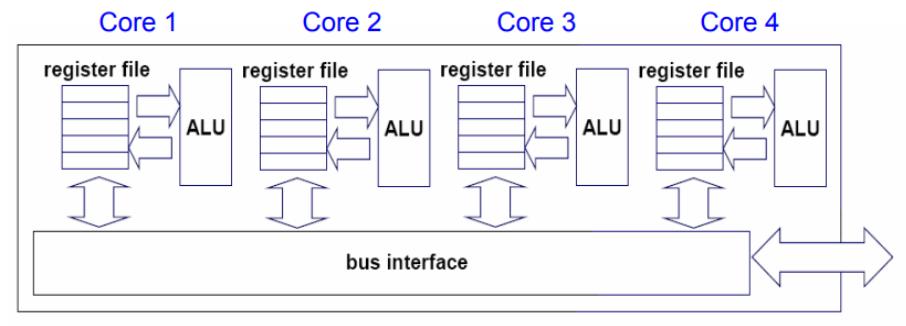 Core 1 Core 2 Core 3 Core 4
register file register file register file register file
ALU ALU ALU ALU
bus interface